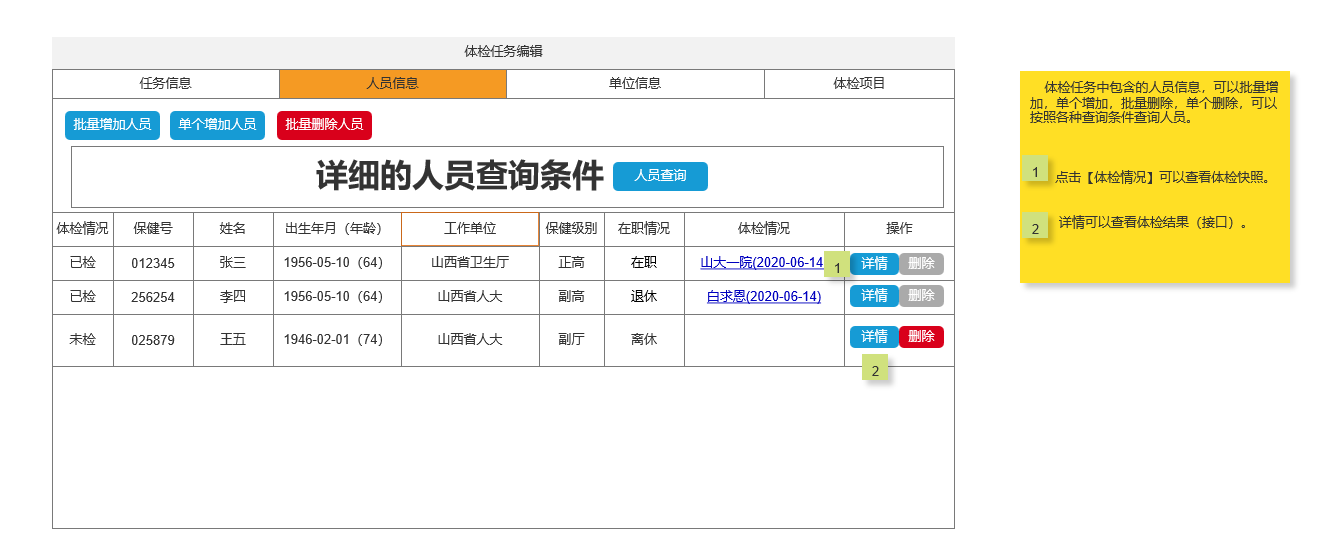 体检任务编辑
任务信息 人员信息 单位信息 体检项目
批量增加人员 单个增加人员 批量删除人员
详细的人员查询条件 人员查询
体检情况 保健号 姓名 出生年月（年龄） 工作单位 保健级别 在职情况 体检情况 操作
已检 012345 张三 1956-05-10（64） 山西省卫生厅 正高 在职 山大一院(2020-06-14 1 详情 删除
已检 256254 李四 1956-05-10（64） 山西省人大 副高 退休 白求恩(2020-06-14) 详情 删除
未检 025879 王五 1946-02-01（74） 山西省人大 副厅 离休 详情 删除
2
体检任务中包含的人员信息，可以批量增
加，单个增加，批量删除，单个删除，可以
按照各种查询条件查询人员。
1 点击【体检情况】可以查看体检快照。
2 详情可以查看体检结果（接口）。